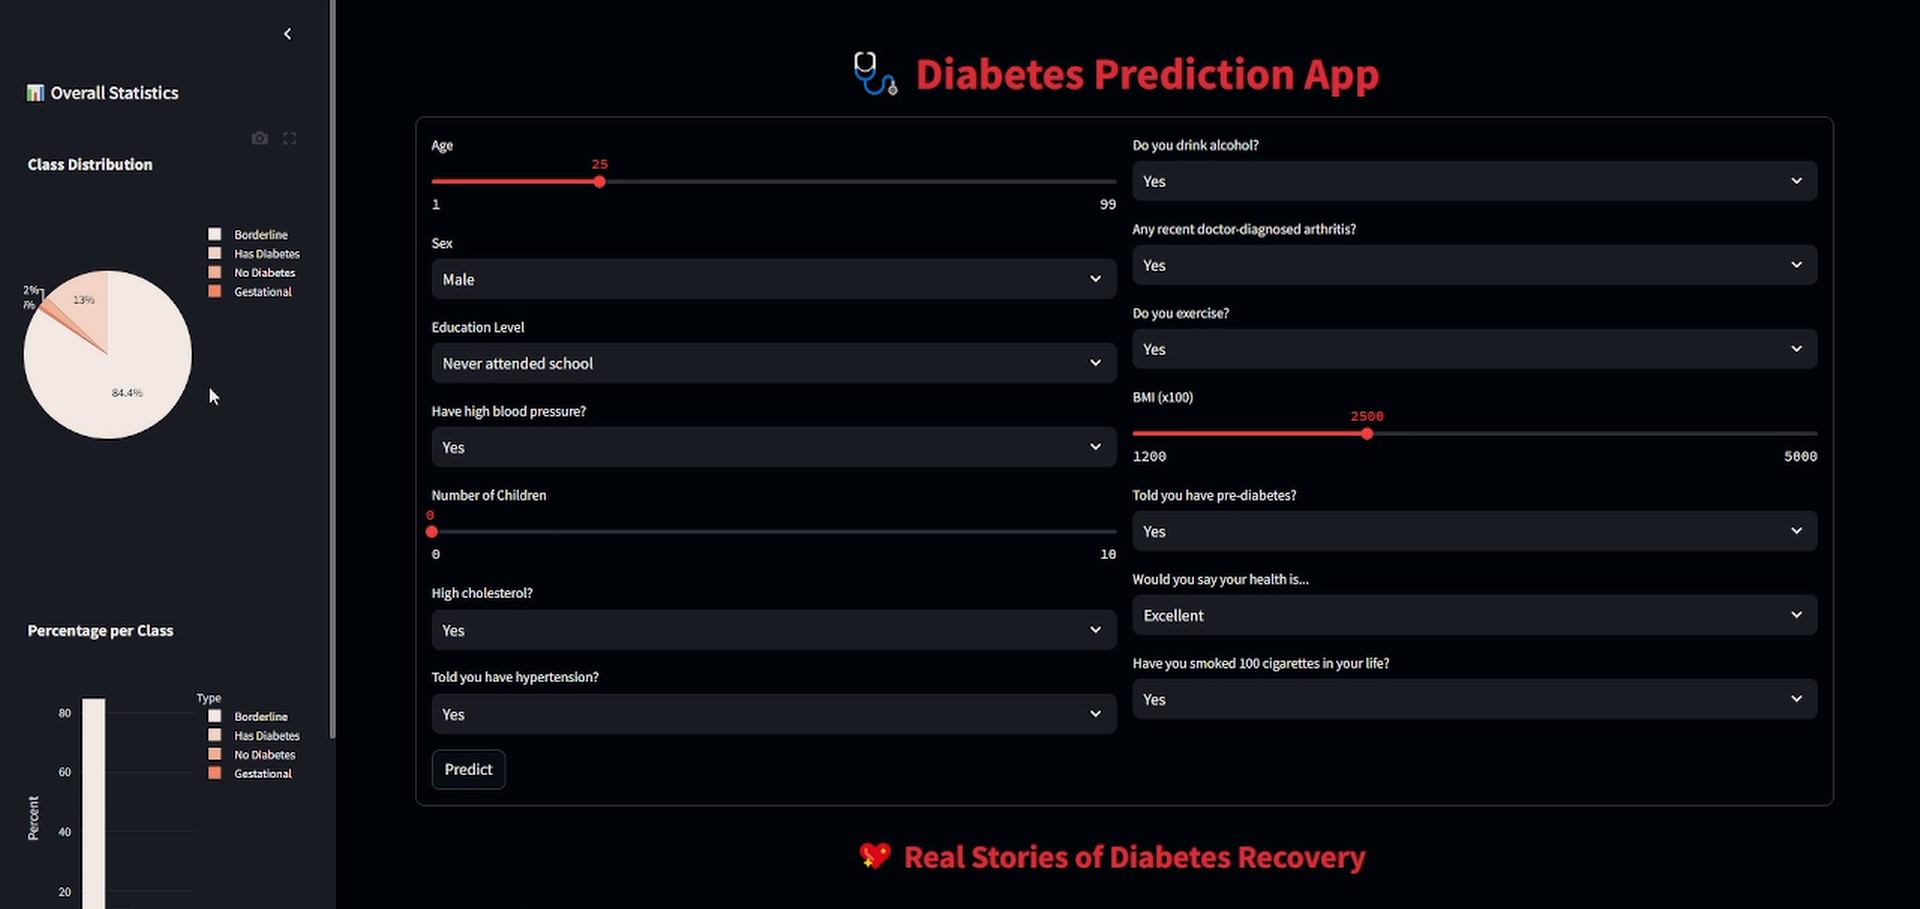 📊 Overall Statistics
Class Distribution
Borderline
Has Diabetes
No Diabetes
Gestational
2%
13%
84.4%
Percentage per Class
Type
Borderline
Has Diabetes
No Diabetes
Gestational
80
60
40
20
Percent
🩺 Diabetes Prediction App
Age
25
1
99
Sex
Male
Education Level
Never attended school
Have high blood pressure?
Yes
Number of Children
0
0
10
High cholesterol?
Yes
Told you have hypertension?
Yes
Predict
Do you drink alcohol?
Yes
Any recent doctor-diagnosed arthritis?
Yes
Do you exercise?
Yes
BMI (x100)
2500
1200
5000
Told you have pre-diabetes?
Yes
Would you say your health is...
Excellent
Have you smoked 100 cigarettes in your life?
Yes
💖 Real Stories of Diabetes Recovery